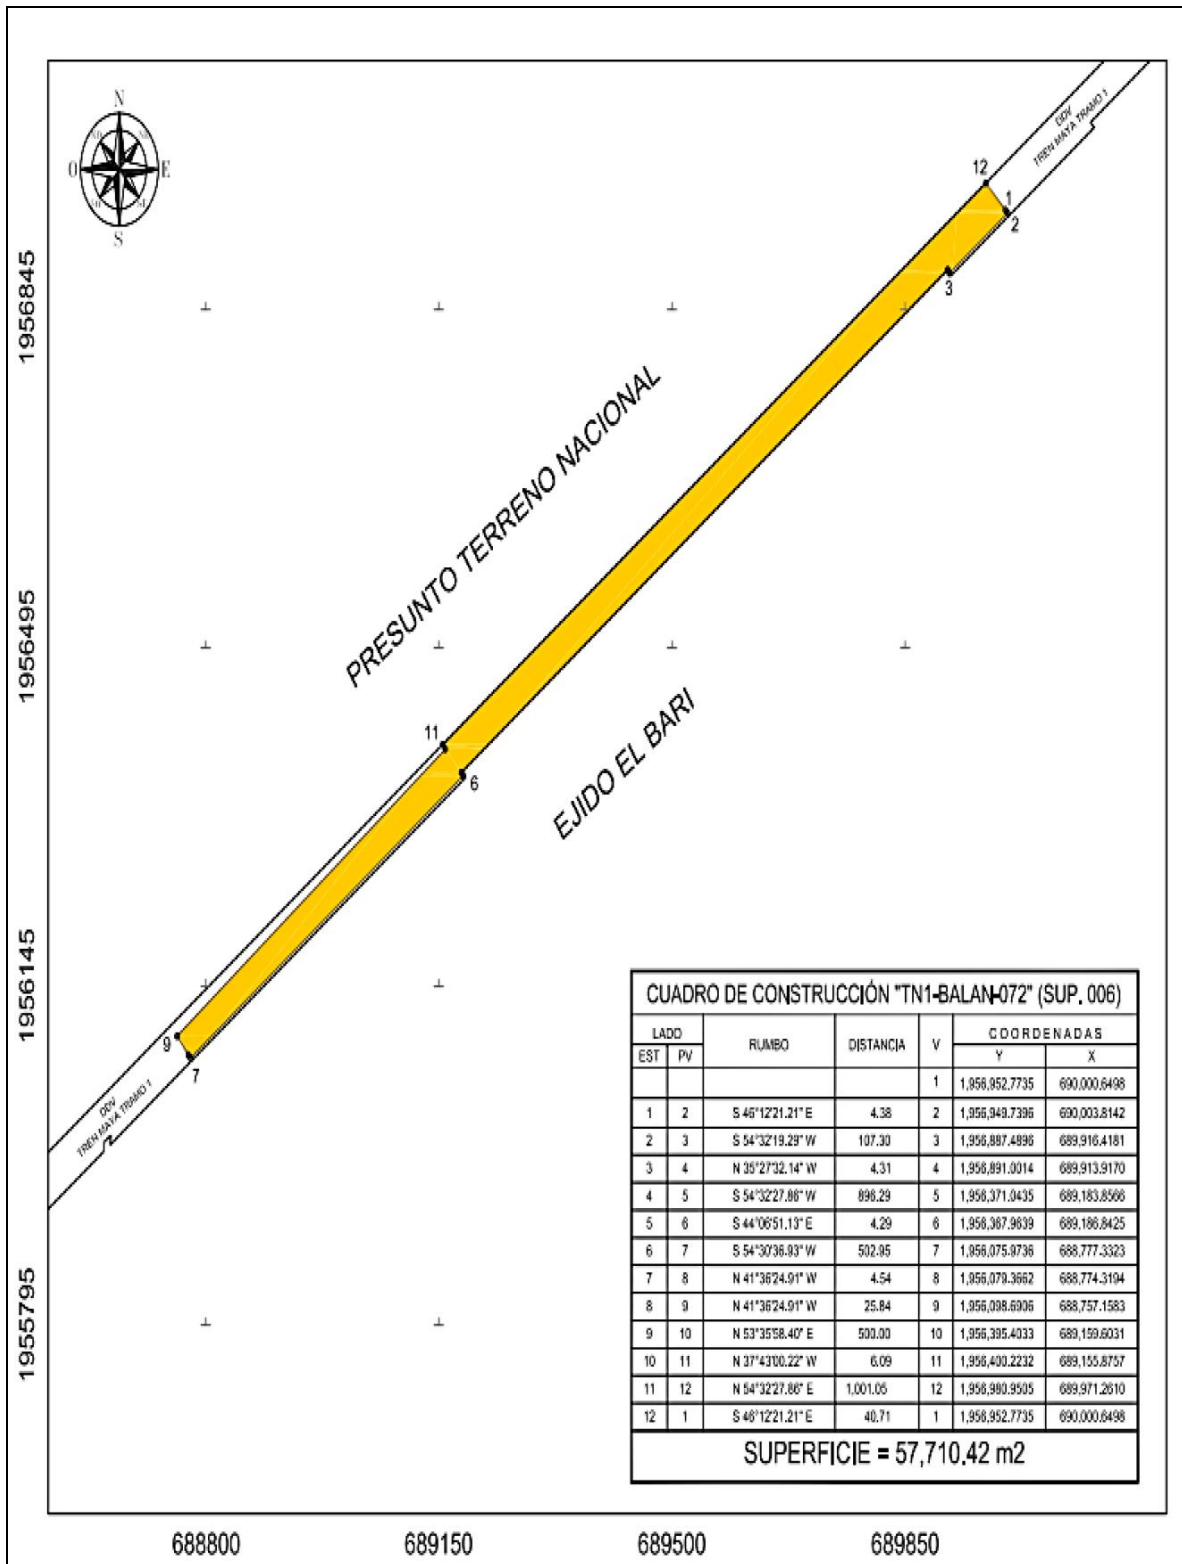 N
O E
S
12
DDV
TREN MAYA TRAMO 1
1
2
3
1956845
PRESUNTO TERRENO NACIONAL
1956495
11
6
EJIDO EL BARI
1956145
9
7
DDV
TREN MAYA TRAMO 1
1955795
CUADRO DE CONSTRUCCIÓN "TN1-BALAN-072" (SUP. 006)
LADO RUMBO DISTANCIA V COORDENADAS
EST PV Y X
1 1,956,952.7735 690,000.6498
1 2 S 46°12'21.21" E 4.38 2 1,956,949.7396 690,003.8142
2 3 S 54°32'19.29" W 107.30 3 1,956,887.4896 689,916.4181
3 4 N 35°27'32.14" W 4.31 4 1,956,891.0014 689,913.9170
4 5 S 54°32'27.86" W 896.29 5 1,956,371.0435 689,183.8566
5 6 S 44°06'51.13" E 4.29 6 1,956,367.9639 689,186.8425
6 7 S 54°30'36.93" W 502.95 7 1,956,075.9736 688,777.3323
7 8 N 41°36'24.91" W 4.54 8 1,956,079.3662 688,774.3194
8 9 N 41°36'24.91" W 25.84 9 1,956,098.6906 688,757.1583
9 10 N 53°35'58.40" E 500.00 10 1,956,395.4033 689,159.6031
10 11 N 37°43'00.22" W 6.09 11 1,956,400.2232 689,155.8757
11 12 N 54°32'27.86" E 1,001.05 12 1,956,980.9505 689,971.2610
12 1 S 46°12'21.21" E 40.71 1 1,956,952.7735 690,000.6498
SUPERFICIE = 57,710.42 m2
688800 689150 689500 689850